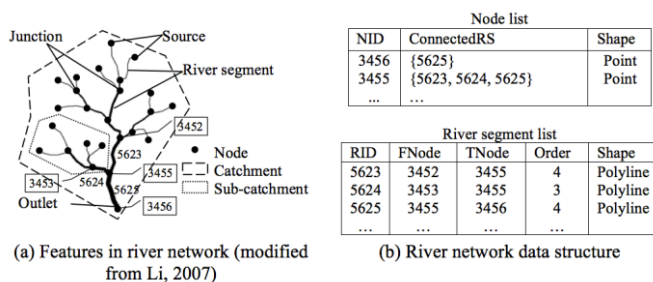 Junction
Source
River segment
3452
5623
3453
5624
3455
5625
3456
Outlet
Node
Catchment
Sub-catchment
(a) Features in river network (modified
from Li, 2007)
Node list
NID ConnectedRS Shape
3456 {5625} Point
3455 {5623, 5624, 5625} Point
... ...
River segment list
RID FNode TNode Order Shape
5623 3452 3455 4 Polyline
5624 3453 3455 3 Polyline
5625 3455 3456 4 Polyline
... ... ... ...
(b) River network data structure